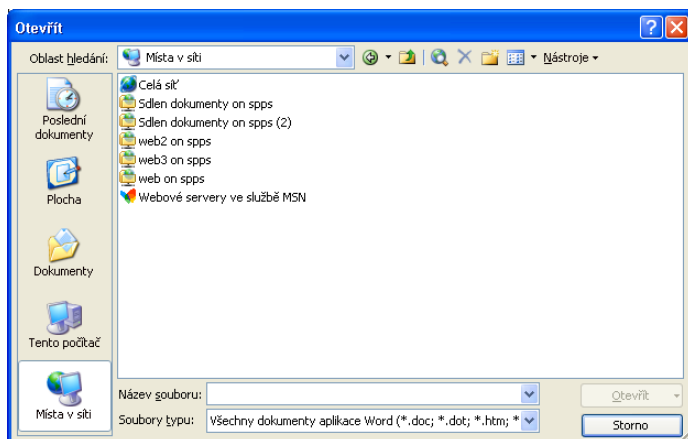 Otevřít
Oblast hledání:
Místa v síti
Nástroje
Poslední
dokumenty
Plocha
Dokumenty
Tento počítač
Místa v síti
Celá síť
Sdlen dokumenty on spps
Sdlen dokumenty on spps (2)
web2 on spps
web3 on spps
web on spps
Webové servery ve službě MSN
Název souboru:
Otevřít
Soubory typu:
Všechny dokumenty aplikace Word (*.doc; *.dot; *.htm; *
Storno